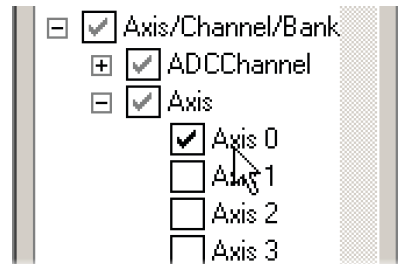 Axis/Channel/Bank
ADCChannel
Axis
Axis 0
Axis 1
Axis 2
Axis 3